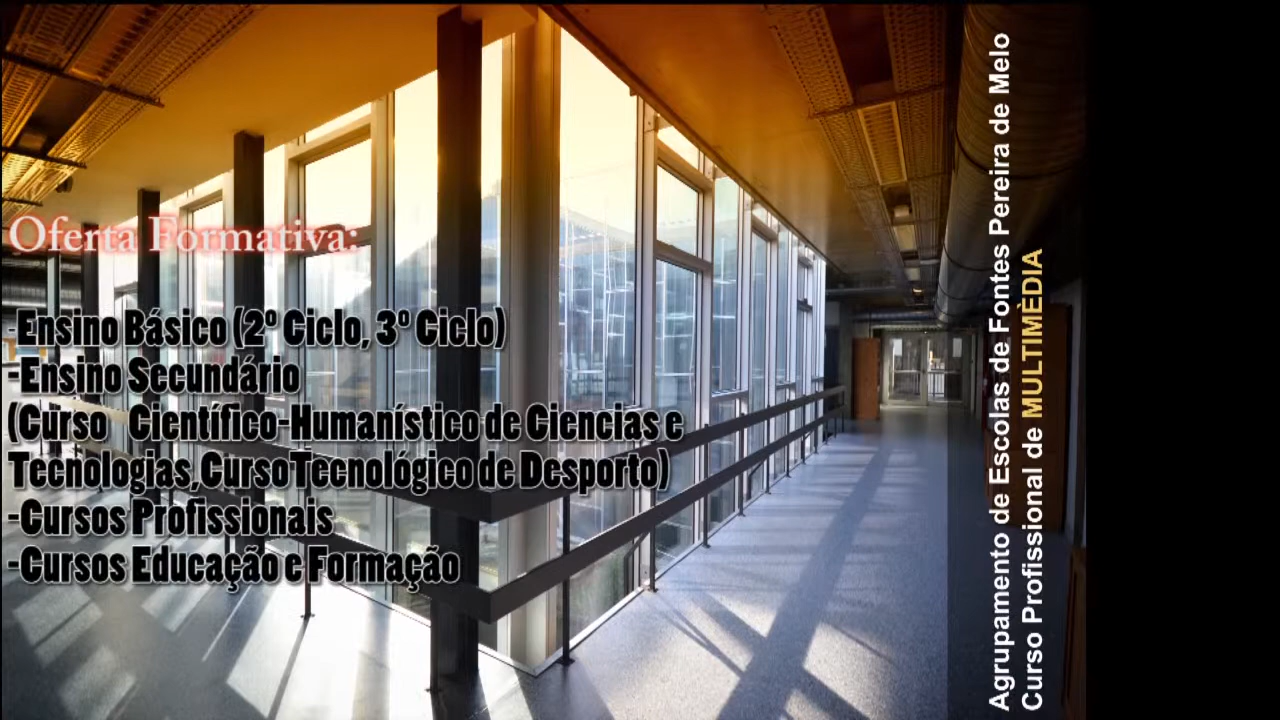 Oferta Formativa:
-Ensino Básico (2º Ciclo, 3º Ciclo)
-Ensino Secundário
(Curso Científico-Humanístico de Ciencias e
Tecnologias,Curso Tecnológico de Desporto)
-Cursos Profissionais
-Cursos Educação e Formação
Agrupamento de Escolas de Fontes Pereira de Melo
Curso Profissional de MULTIMÈDIA